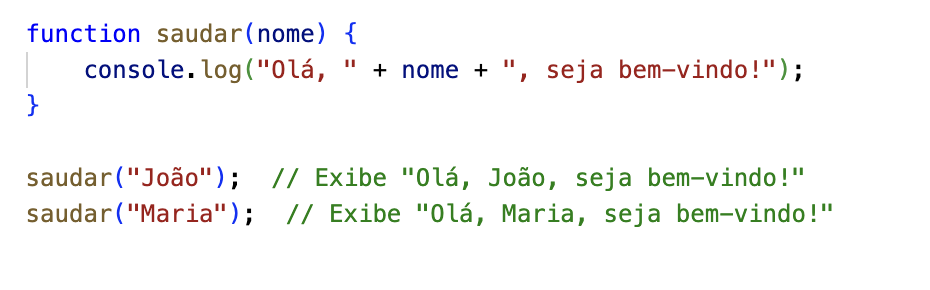 function saudar(nome) {
    console.log("Olá, " + nome + ", seja bem-vindo!");
}
saudar("João");  // Exibe "Olá, João, seja bem-vindo!"
saudar("Maria");  // Exibe "Olá, Maria, seja bem-vindo!"